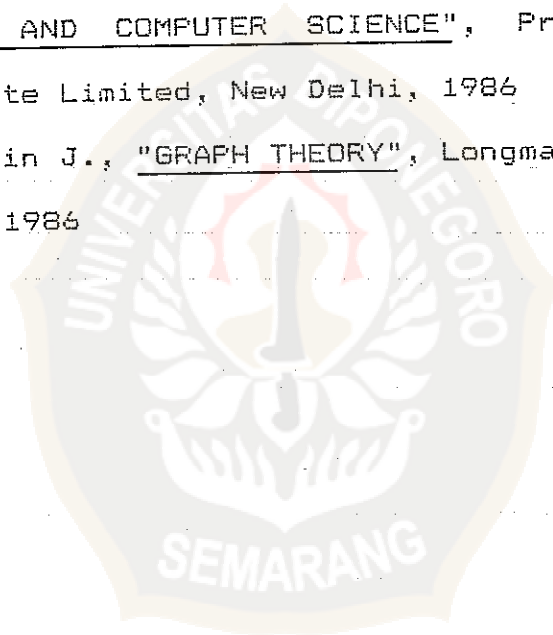 AND COMPUTER SCIENCE", Pr
te Limited, New Delhi, 1986
in J., "GRAPH THEORY", Longma
1986
UNIVERSITAS DIPONEGORO
SEMARANG